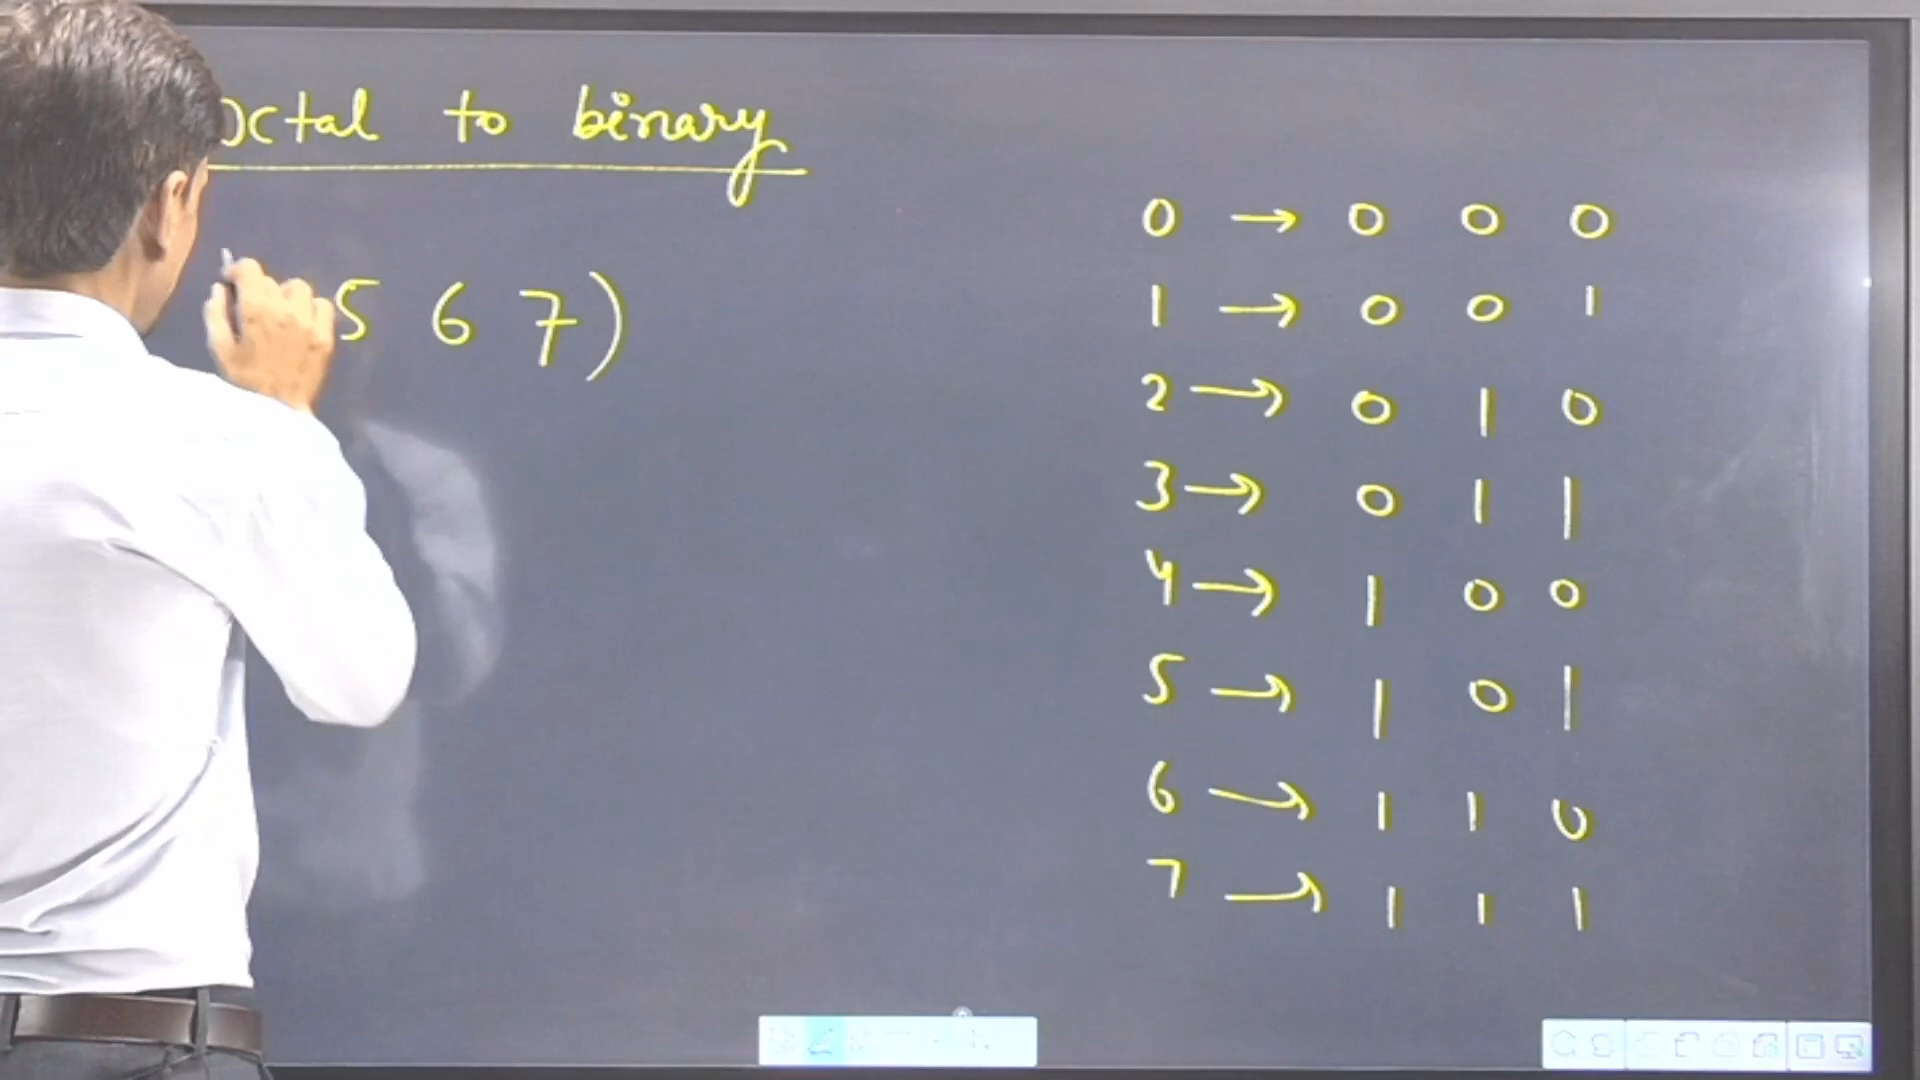 Octal to binary
5 6 7)
0 → 0 0 0
1 → 0 0 1
2 → 0 1 0
3 → 0 1 1
4 → 1 0 0
5 → 1 0 1
6 → 1 1 0
7 → 1 1 1